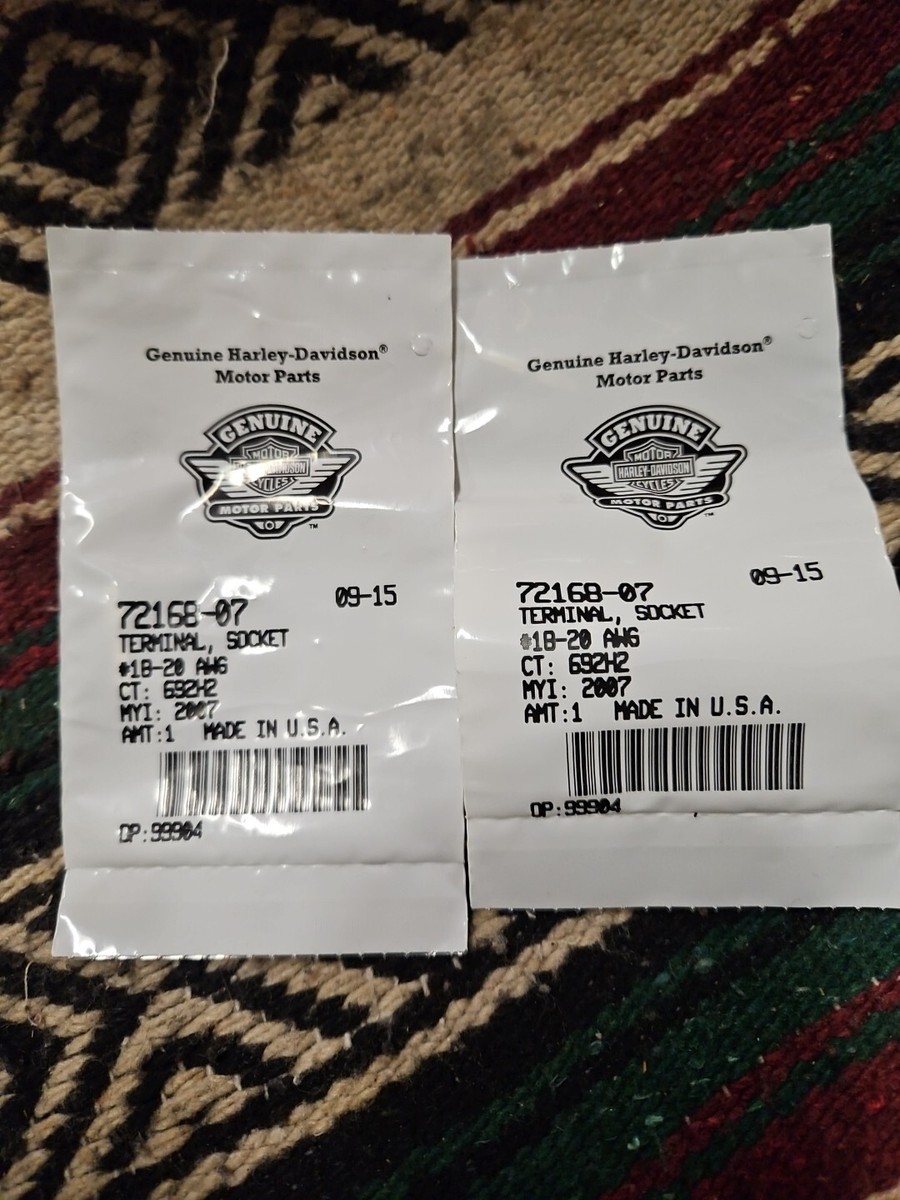 Genuine Harley-Davidson®
Motor Parts
GENUINE
MOTOR
HARLEY-DAVIDSON
CYCLES
MOTOR PARTS
™
09-15
72168-07
TERMINAL, SOCKET
#18-20 AWG
CT: 692H2
MYI: 2007
AMT:1 MADE IN U.S.A.
OP:99904
Genuine Harley-Davidson®
Motor Parts
GENUINE
MOTOR
HARLEY-DAVIDSON
CYCLES
MOTOR PARTS
™
09-15
72168-07
TERMINAL, SOCKET
#18-20 AWG
CT: 692H2
MYI: 2007
AMT:1 MADE IN U.S.A.
OP:99904